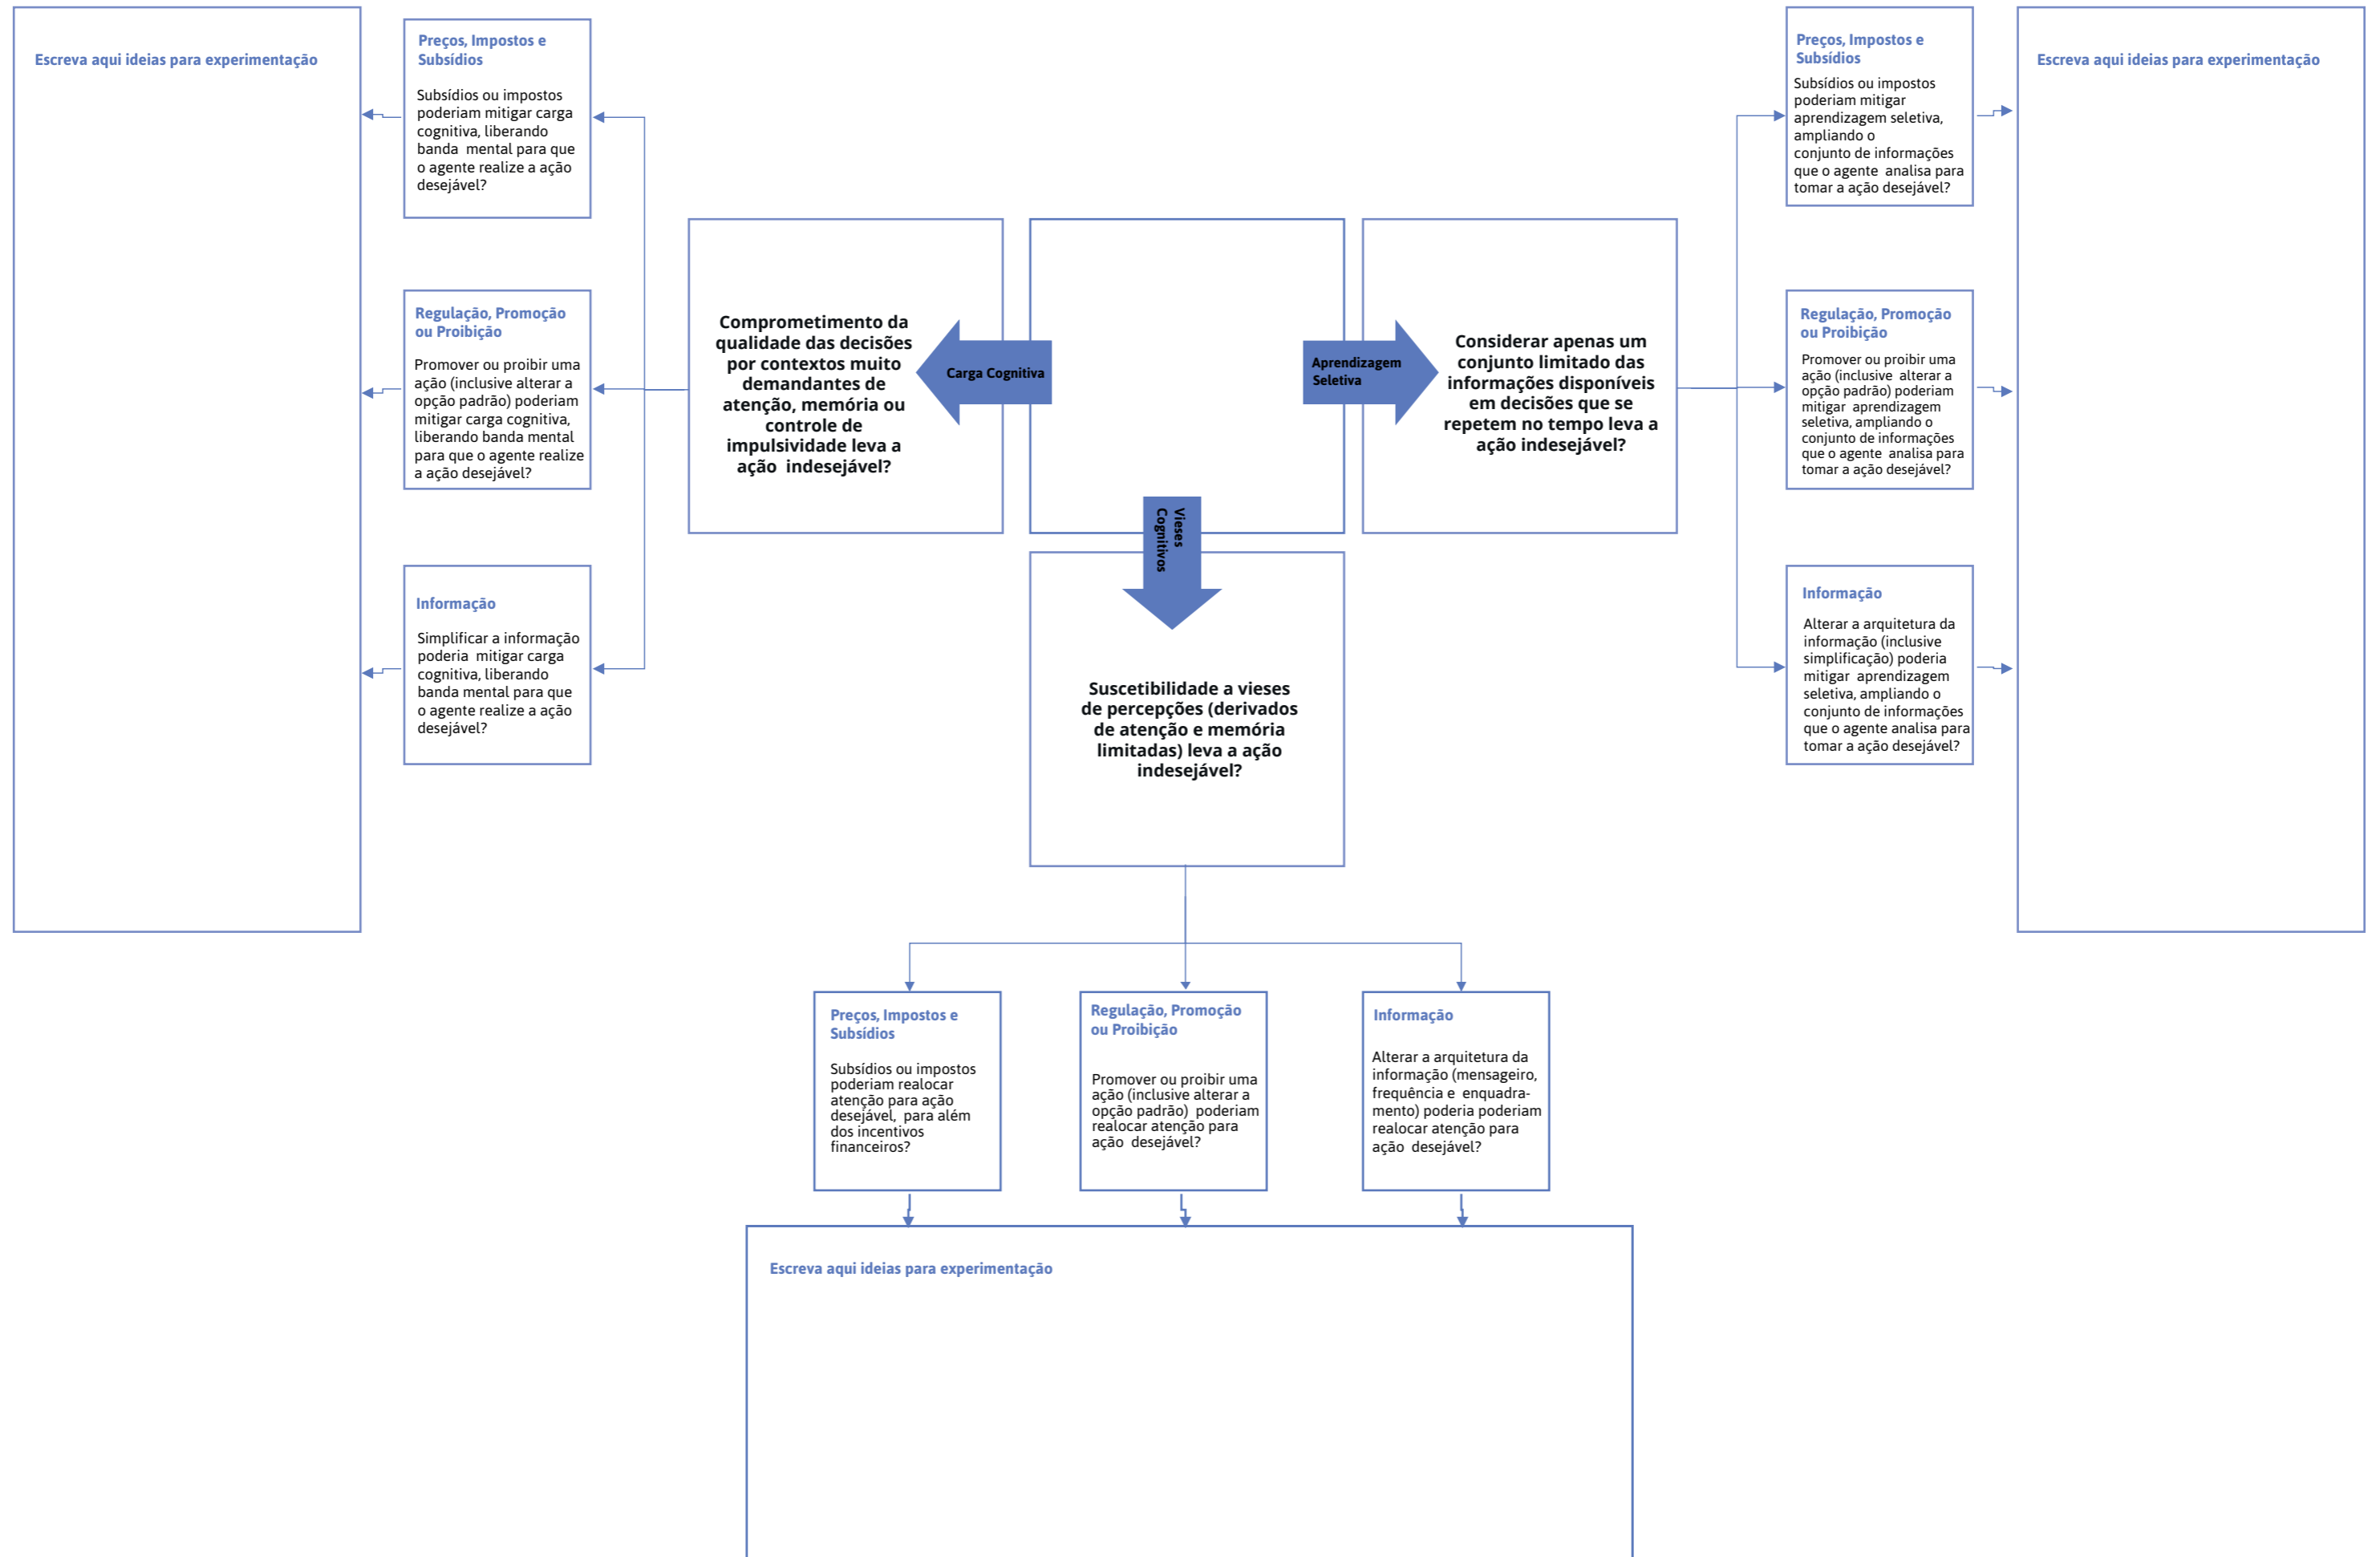 Escreva aqui ideias para experimentação
Preços, Impostos e
Subsídios
Subsídios ou impostos
poderiam mitigar carga
cognitiva, liberando
banda mental para que
o agente realize a ação
desejável?
Regulação, Promoção
ou Proibição
Promover ou proibir uma
ação (inclusive alterar a
opção padrão) poderiam
mitigar carga cognitiva,
liberando banda mental
para que o agente realize
a ação desejável?
Informação
Simplificar a informação
poderia mitigar carga
cognitiva, liberando
banda mental para que
o agente realize a ação
desejável?
Comprometimento da
qualidade das decisões
por contextos muito
demandantes de
atenção, memória ou
controle de
impulsividade leva a
ação indesejável?
Carga Cognitiva
Aprendizagem
Seletiva
Considerar apenas um
conjunto limitado das
informações disponíveis
em decisões que se
repetem no tempo leva a
ação indesejável?
Preços, Impostos e
Subsídios
Subsídios ou impostos
poderiam mitigar
aprendizagem seletiva,
ampliando o
conjunto de informações
que o agente analisa para
tomar a ação desejável?
Regulação, Promoção
ou Proibição
Promover ou proibir uma
ação (inclusive alterar a
opção padrão) poderiam
mitigar aprendizagem
seletiva, ampliando o
conjunto de informações
que o agente analisa para
tomar a ação desejável?
Informação
Alterar a arquitetura da
informação (inclusive
simplificação) poderia
mitigar aprendizagem
seletiva, ampliando o
conjunto de informações
que o agente analisa para
tomar a ação desejável?
Escreva aqui ideias para experimentação
Vieses
Cognitivos
Suscetibilidade a vieses
de percepções (derivados
de atenção e memória
limitadas) leva a ação
indesejável?
Preços, Impostos e
Subsídios
Subsídios ou impostos
poderiam realocar
atenção para ação
desejável, para além
dos incentivos
financeiros?
Regulação, Promoção
ou Proibição
Promover ou proibir uma
ação (inclusive alterar a
opção padrão) poderiam
realocar atenção para
ação desejável?
Informação
Alterar a arquitetura da
informação (mensageiro,
frequência e enquadra-
mento) poderia poderiam
realocar atenção para
ação desejável?
Escreva aqui ideias para experimentação